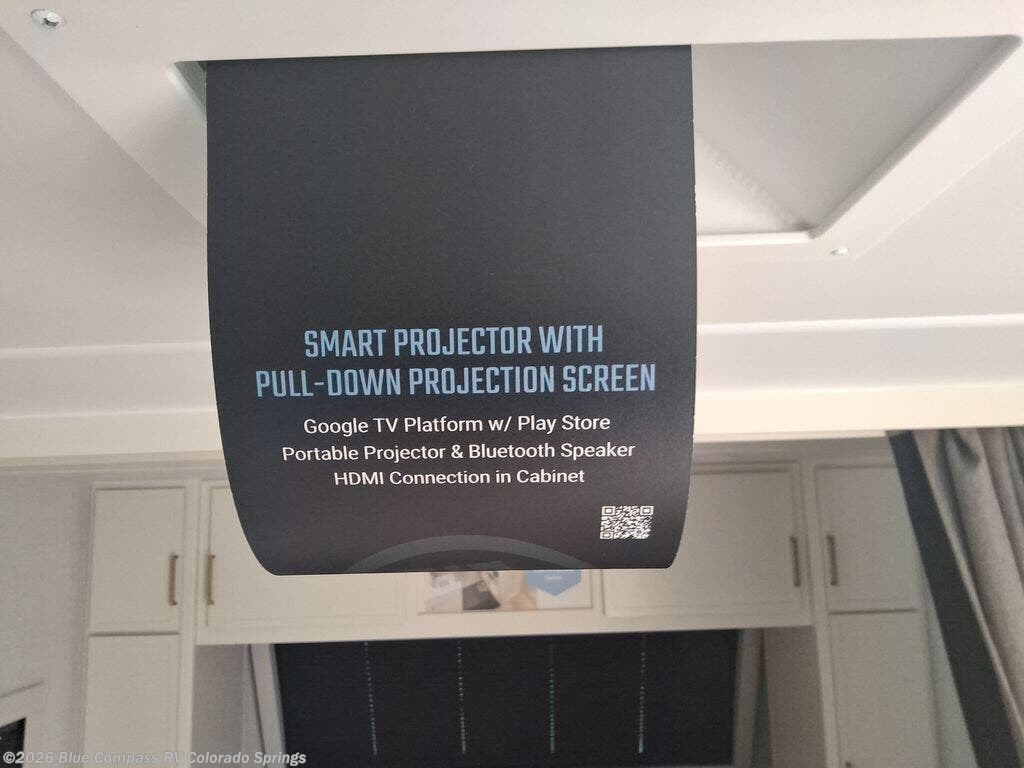 SMART PROJECTOR WITH
PULL-DOWN PROJECTION SCREEN
Google TV Platform w/ Play Store
Portable Projector & Bluetooth Speaker
HDMI Connection in Cabinet
©2026 Blue Compass RV Colorado Springs